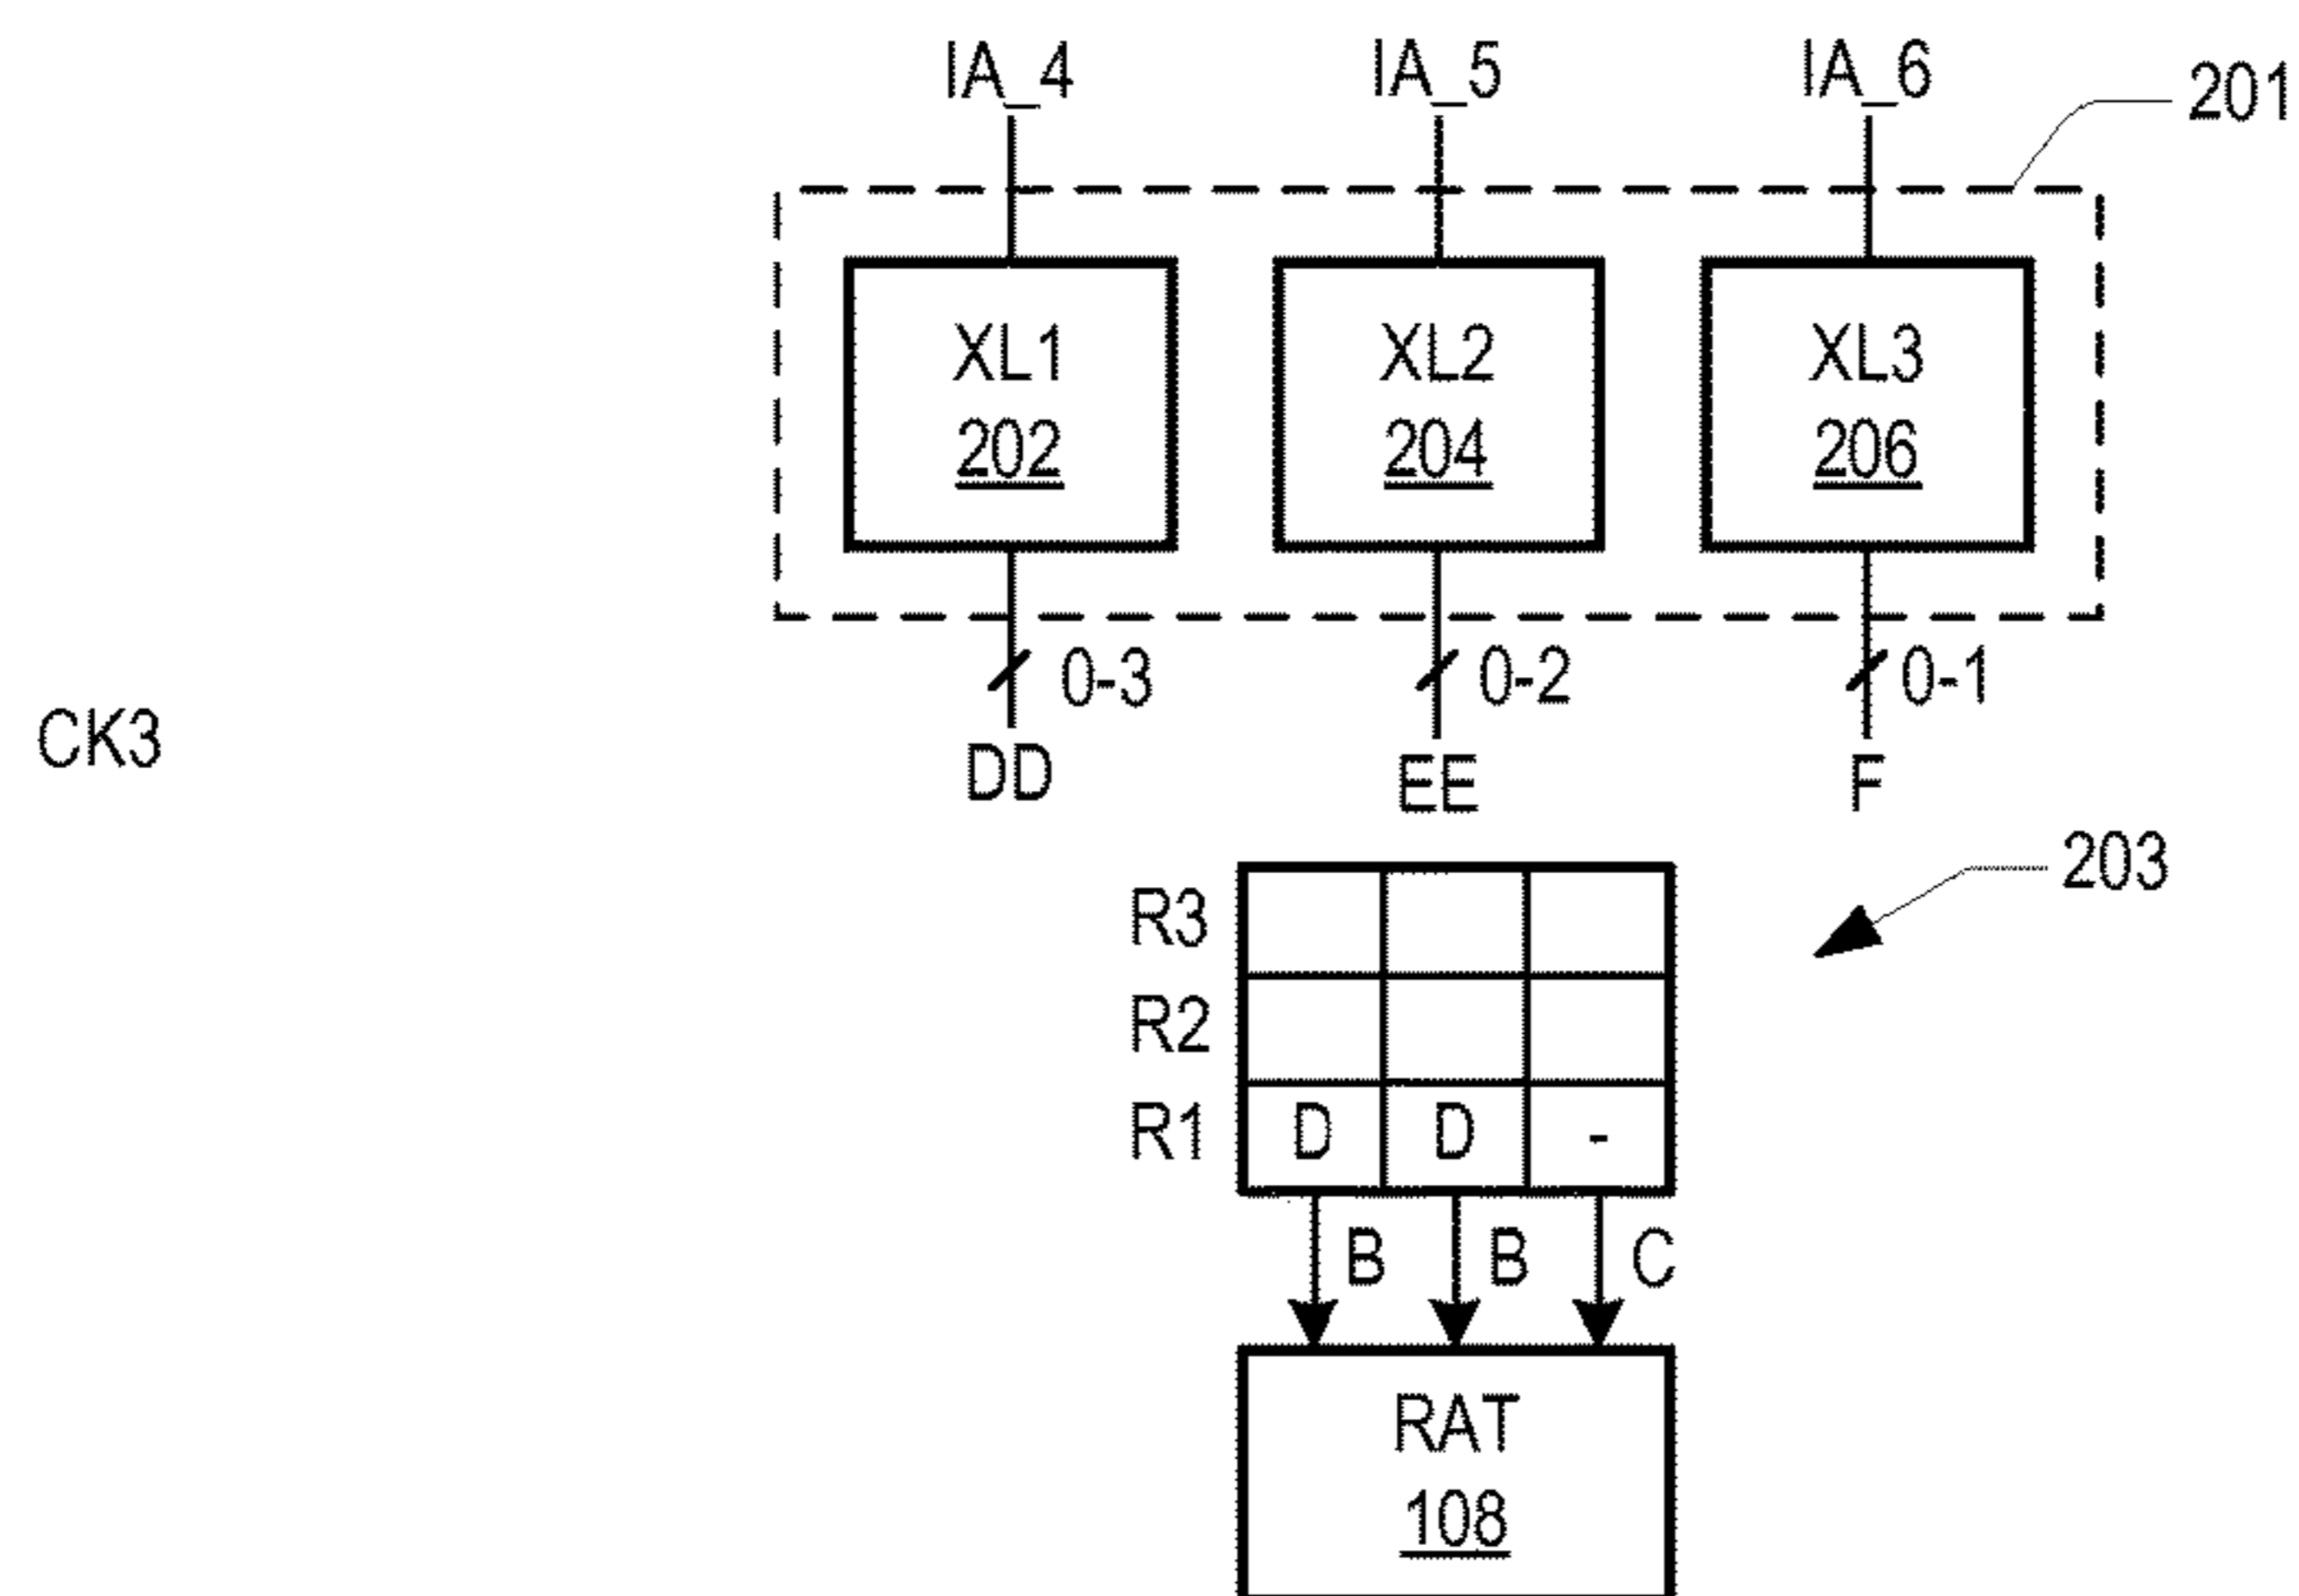 IA_4 IA_5 IA_6
201
XL1 XL2 XL3
202 204 206
0-3 0-2 0-1
CK3
DD EE F
203
R3
R2
R1 D D -
B B C
RAT
108